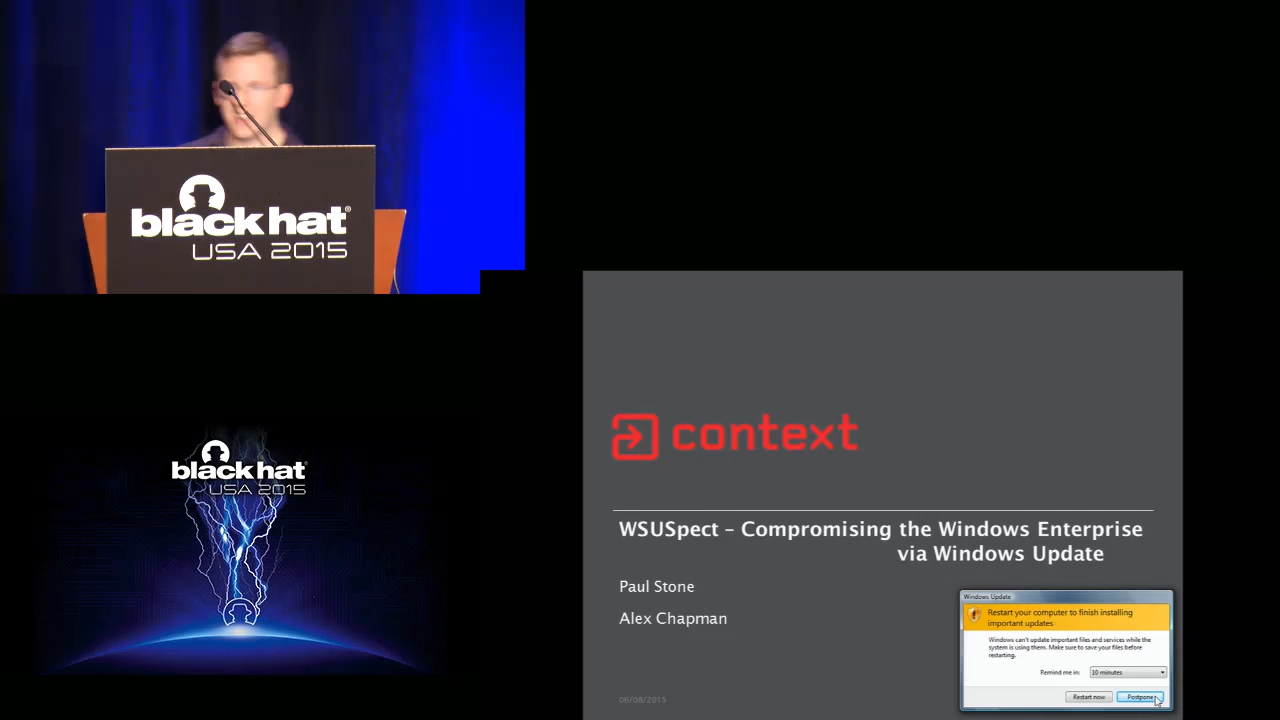 black hat®
USA 2015
black hat
USA 2015
context
WSUSpect – Compromising the Windows Enterprise
via Windows Update
Paul Stone
Alex Chapman
06/08/2015
Windows Update
Restart your computer to finish installing
important updates
Windows can't update important files and services while the
system is using them. Make sure to save your files before
restarting.
Remind me in: 10 minutes
Restart now Postpone